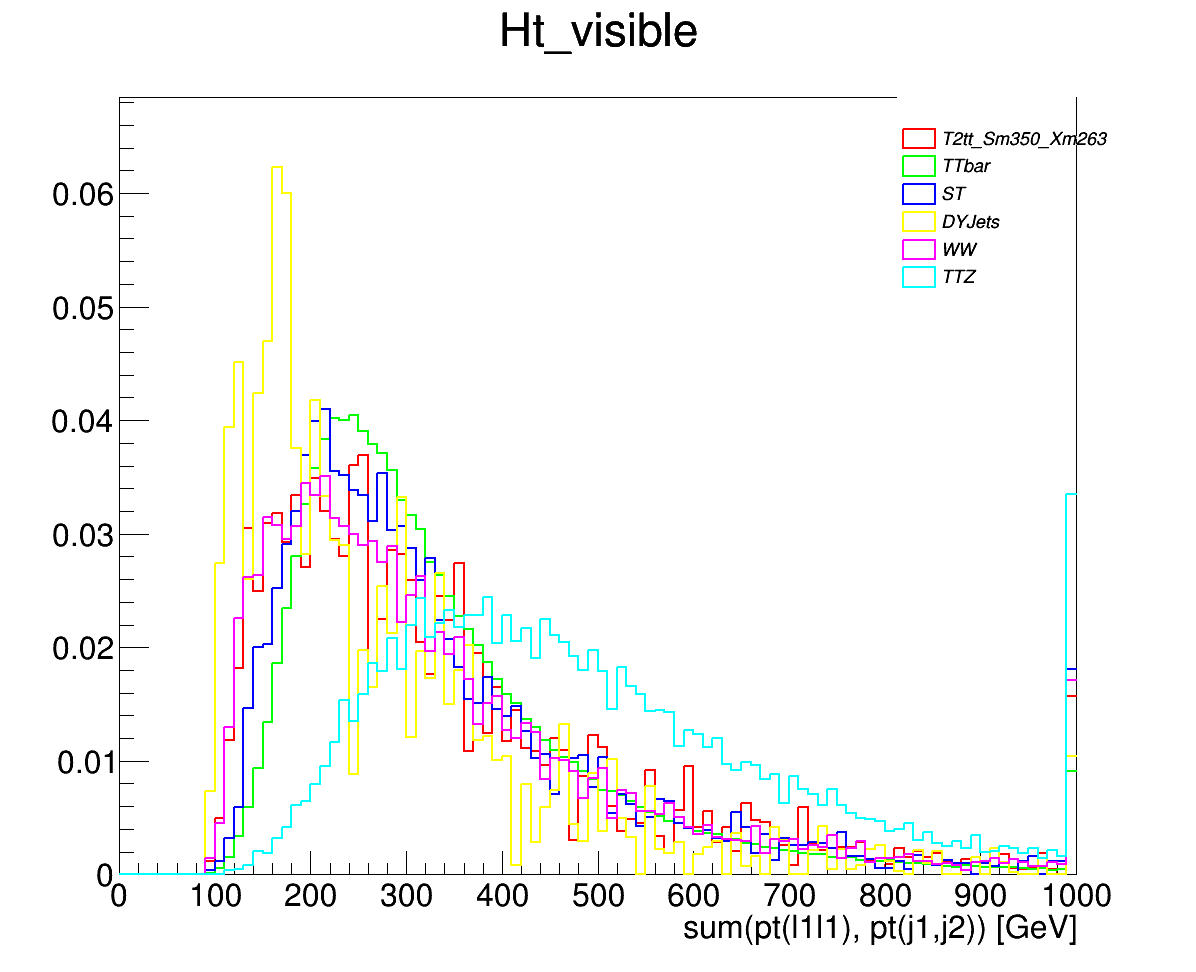 Ht_visible
T2tt_Sm350_Xm263
TTbar
ST
DYJets
WW
TTZ
0.06
0.05
0.04
0.03
0.02
0.01
0
0 100 200 300 400 500 600 700 800 900 1000
sum(pt(l1l1), pt(j1,j2)) [GeV]